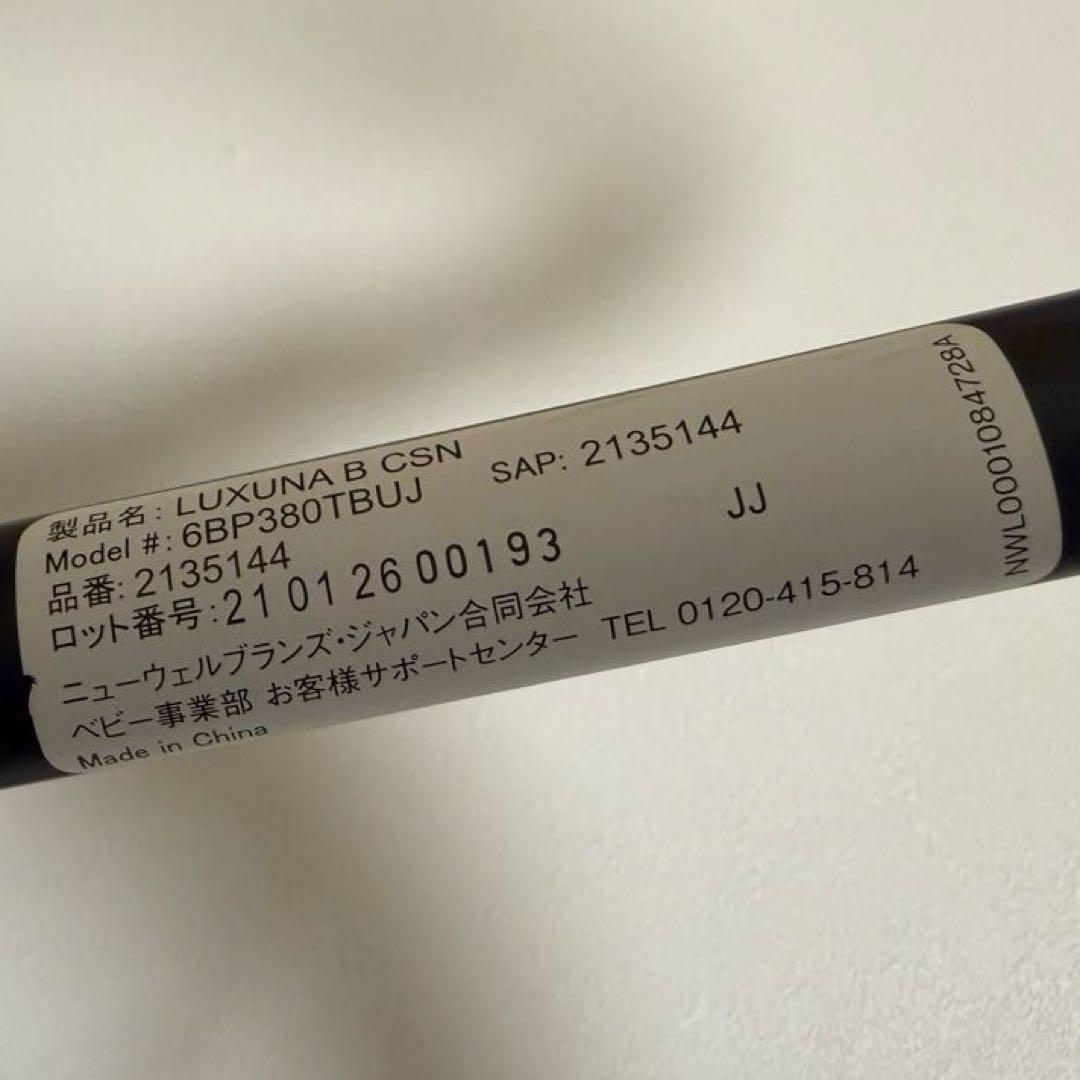 製品名: LUXUNA B CSN SAP: 2135144
Model #: 6BP380TBUJ
品番: 2135144 JJ
ロット番号: 21 01 26 00193
ニューウェルブランズ・ジャパン合同会社
ベビー事業部 お客様サポートセンター TEL 0120-415-814
Made in China
NWL0001084728A